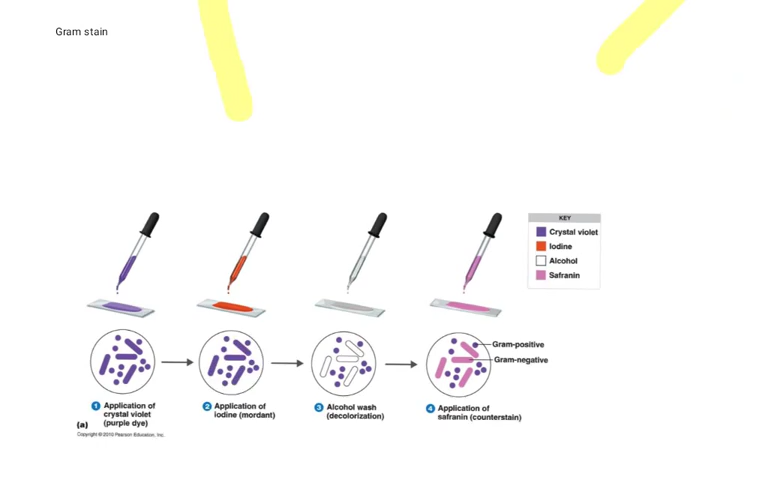 Gram stain
KEY
Crystal violet
Iodine
Alcohol
Safranin
Gram-positive
Gram-negative
1 Application of
crystal violet
(purple dye)
2 Application of
iodine (mordant)
3 Alcohol wash
(decolorization)
4 Application of
safranin (counterstain)
(a)
Copyright © 2010 Pearson Education, Inc.